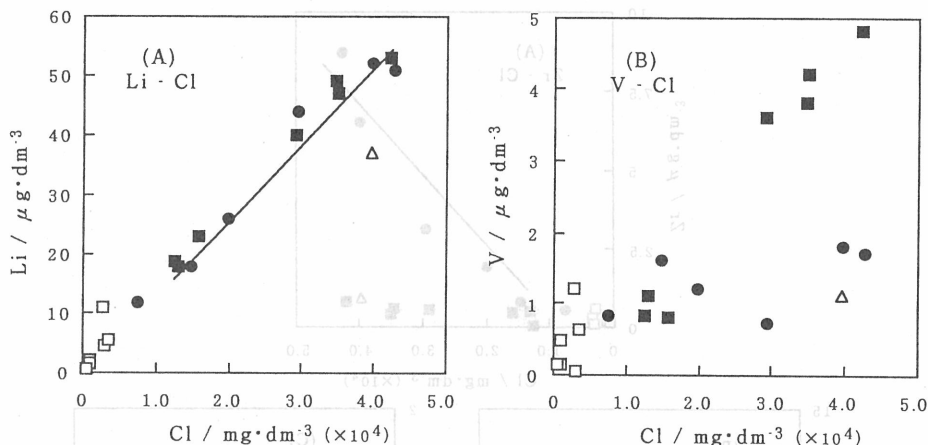 60
50
40
30
20
10
0
Li / μg·dm⁻³
(A)
Li - Cl
0 1.0 2.0 3.0 4.0 5.0
Cl / mg·dm⁻³ (×10⁴)
5
4
3
2
1
0
V / μg·dm⁻³
(B)
V - Cl
0 1.0 2.0 3.0 4.0 5.0
Cl / mg·dm⁻³ (×10⁴)